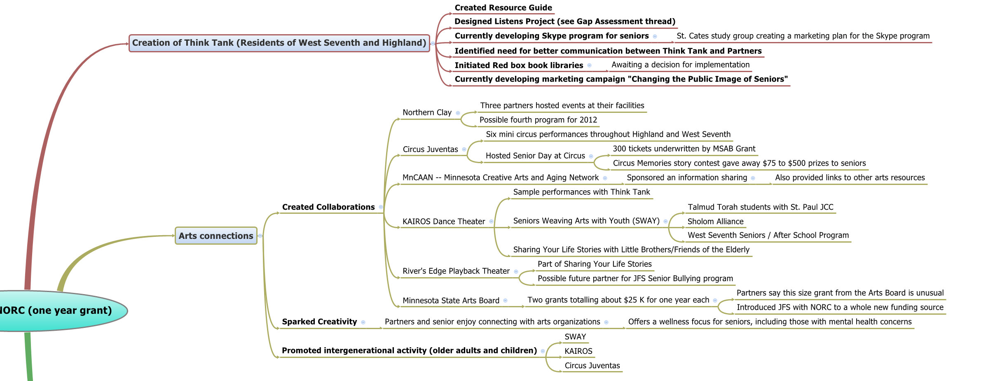 Created Resource Guide
Designed Listens Project (see Gap Assessment thread)
Creation of Think Tank (Residents of West Seventh and Highland)
Currently developing Skype program for seniors
St. Cates study group creating a marketing plan for the Skype program
Identified need for better communication between Think Tank and Partners
Initiated Red box book libraries
Awaiting a decision for implementation
Currently developing marketing campaign "Changing the Public Image of Seniors"
Arts connections
Created Collaborations
Northern Clay
Three partners hosted events at their facilities
Possible fourth program for 2012
Circus Juventas
Six mini circus performances throughout Highland and West Seventh
Hosted Senior Day at Circus
300 tickets underwritten by MSAB Grant
Circus Memories story contest gave away $75 to $500 prizes to seniors
MnCAAN -- Minnesota Creative Arts and Aging Network
Sponsored an information sharing
Also provided links to other arts resources
KAIROS Dance Theater
Sample performances with Think Tank
Seniors Weaving Arts with Youth (SWAY)
Talmud Torah students with St. Paul JCC
Sholom Alliance
West Seventh Seniors / After School Program
Sharing Your Life Stories with Little Brothers/Friends of the Elderly
River's Edge Playback Theater
Part of Sharing Your Life Stories
Possible future partner for JFS Senior Bullying program
Minnesota State Arts Board
Two grants totalling about $25 K for one year each
Partners say this size grant from the Arts Board is unusual
Introduced JFS with NORC to a whole new funding source
Sparked Creativity
Partners and senior enjoy connecting with arts organizations
Offers a wellness focus for seniors, including those with mental health concerns
Promoted intergenerational activity (older adults and children)
SWAY
KAIROS
Circus Juventas
NORC (one year grant)